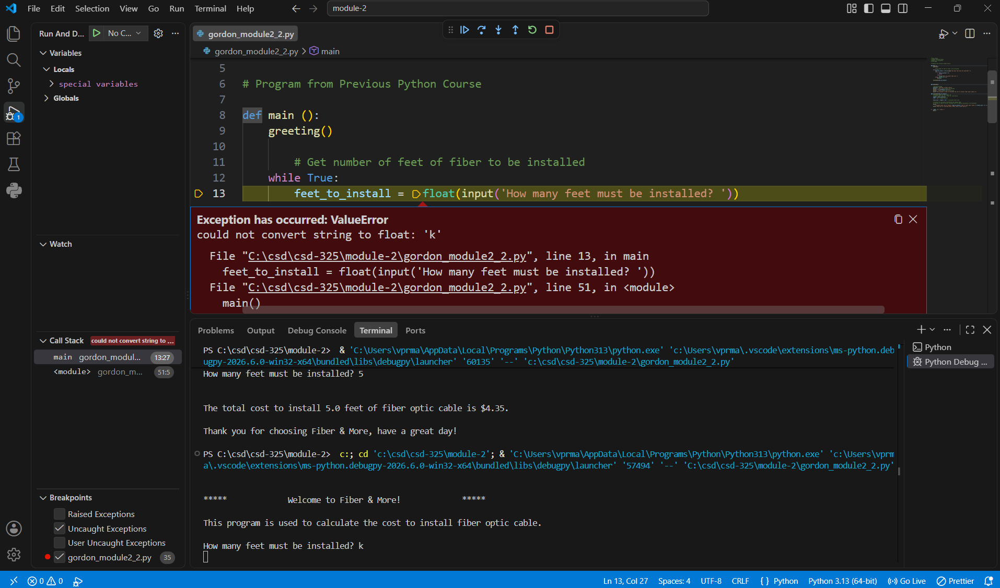 File Edit Selection View Go Run Terminal Help
module-2
Run And D... No C...
Variables
Locals
special variables
Globals
Watch
Call Stack could not convert string to ...
main gordon_modul... 13:27
<module> gordon_m... 51:5
Breakpoints
Raised Exceptions
Uncaught Exceptions
User Uncaught Exceptions
gordon_module2_2.py 35
1
gordon_module2_2.py
gordon_module2_2.py > main
5
6 # Program from Previous Python Course
7
8 def main ():
9 greeting()
10
11 # Get number of feet of fiber to be installed
12 while True:
13 feet_to_install = float(input('How many feet must be installed? '))
Exception has occurred: ValueError
could not convert string to float: 'k'
File "C:\csd\csd-325\module-2\gordon_module2_2.py", line 13, in main
feet_to_install = float(input('How many feet must be installed? '))
File "C:\csd\csd-325\module-2\gordon_module2_2.py", line 51, in <module>
main()
Problems Output Debug Console Terminal Ports
PS C:\csd\csd-325\module-2> & 'C:\Users\vprma\AppData\Local\Programs\Python\Python313\python.exe' 'c:\Users\vprma\.vscode\extensions\ms-python.deb
ugpy-2026.6.0-win32-x64\bundled\libs\debugpy\launcher' '60135' '--' 'c:\csd\csd-325\module-2\gordon_module2_2.py'
How many feet must be installed? 5
The total cost to install 5.0 feet of fiber optic cable is $4.35.
Thank you for choosing Fiber & More, have a great day!
PS C:\csd\csd-325\module-2> c:; cd 'c:\csd\csd-325\module-2'; & 'C:\Users\vprma\AppData\Local\Programs\Python\Python313\python.exe' 'c:\Users\vprm
a\.vscode\extensions\ms-python.debugpy-2026.6.0-win32-x64\bundled\libs\debugpy\launcher' '57494' '--' 'C:\csd\csd-325\module-2\gordon_module2_2.py'
***** Welcome to Fiber & More! *****
This program is used to calculate the cost to install fiber optic cable.
How many feet must be installed? k
Python
Python Debug ...
0 0
Ln 13, Col 27 Spaces: 4 UTF-8 CRLF { } Python Python 3.13 (64-bit) Go Live Prettier